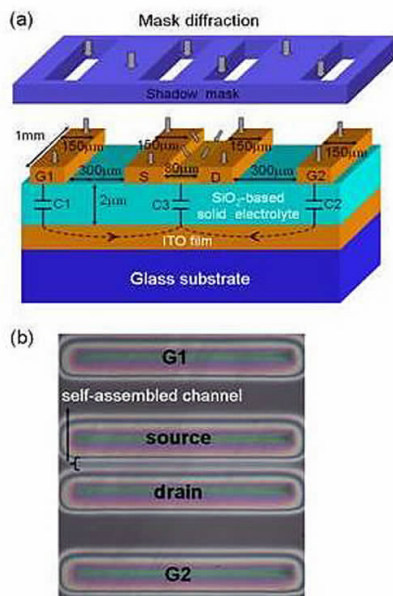 (a)
Mask diffraction
Shadow mask
1mm
150μm
150μm
150μm
150μm
G1
300μm
S
80μm
D
300μm
G2
C1
2μm
C3
SiO2-based
solid electrolyte
C2
ITO film
Glass substrate
(b)
G1
self-assembled channel
source
drain
G2